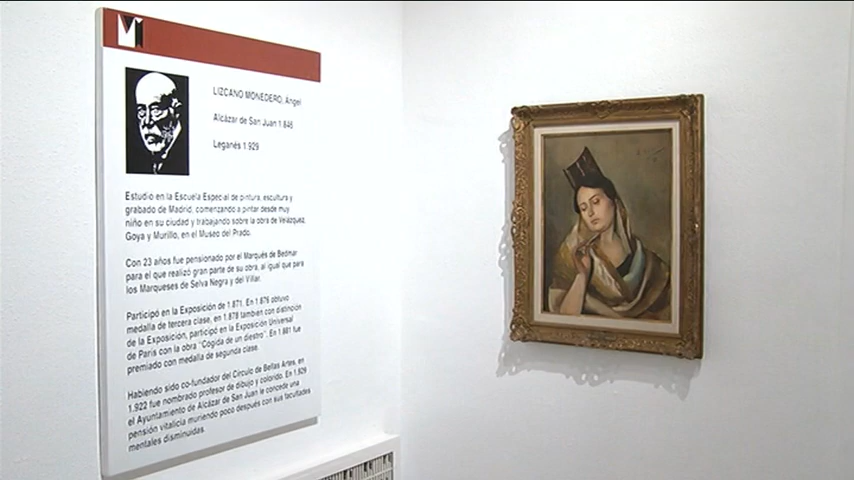 M
LIZCANO MONEDERO, Ángel
Alcázar de San Juan 1.846
Leganés 1.929
Estudio en la Escuela Especial de pintura, escultura y
grabado de Madrid, comenzando a pintar desde muy
niño en su ciudad y trabajando sobre la obra de Velázquez,
Goya y Murillo, en el Museo del Prado.
Con 23 años fue pensionado por el Marqués de Bedmar
para el que realizó gran parte de su obra, al igual que para
los Marqueses de Selva Negra y del Villar.
Participó en la Exposición de 1.871. En 1.876 obtuvo
medalla de tercera clase, en 1.878 tambien con distinción
de la Exposición, participó en la Exposición Universal
de París con la obra "Cogida de un diestro". En 1.881 fue
premiado con medalla de segunda clase.
Habiendo sido co-fundador del Círculo de Bellas Artes, en
1.922 fue nombrado profesor de dibujo y colorido. En 1.929
el Ayuntamiento de Alcázar de San Juan le concede una
pensión vitalicia muriendo poco después con sus facultades
mentales disminuidas.